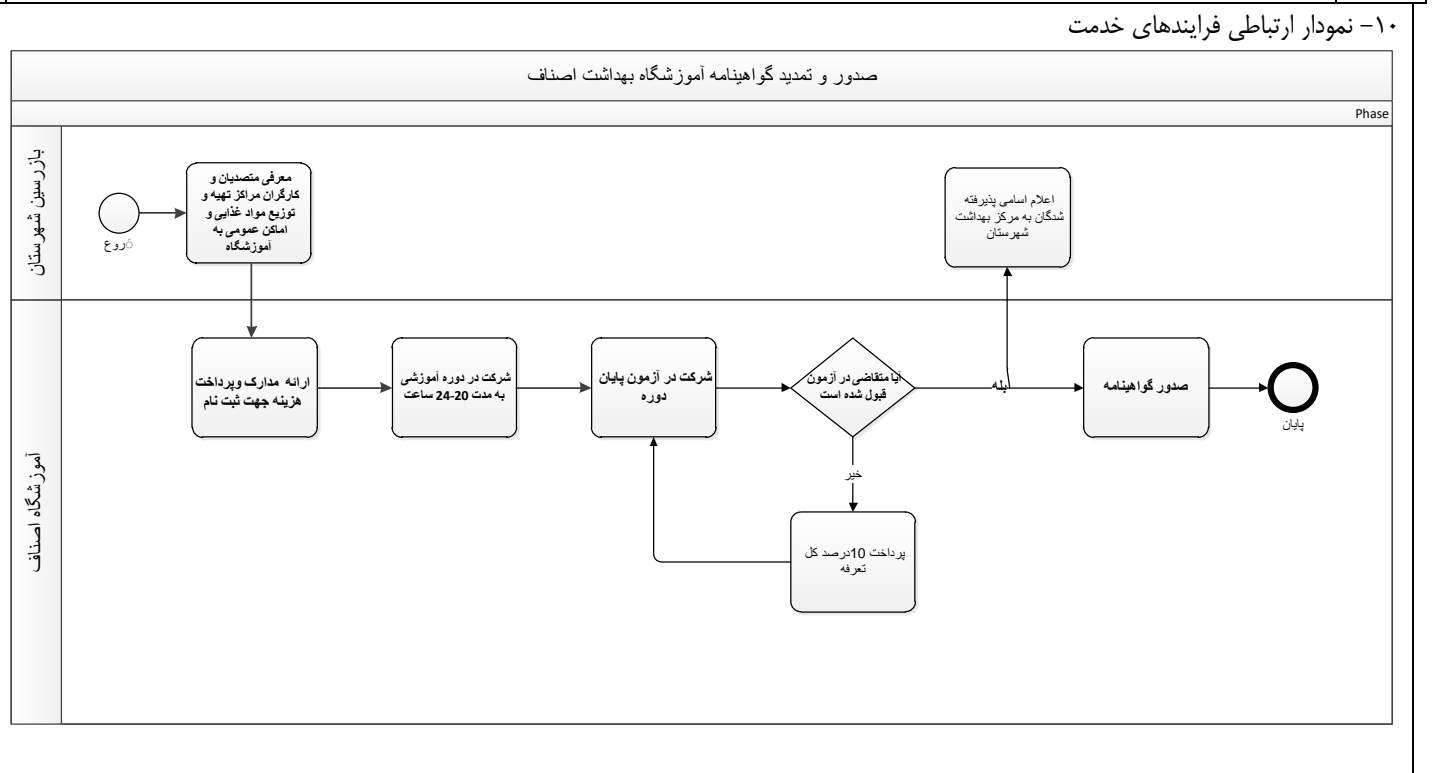 ۱۰- نمودار ارتباطی فرایندهای خدمت
صدور و تمدید گواهینامه آموزشگاه بهداشت اصناف
Phase
بازرسین شهرستان
معرفی متصدیان و
کارگران مراکز تهیه و
توزیع مواد غذایی و
اماکن عمومی به
آموزشگاه
اعلام اسامی پذیرفته
شدگان به مرکز بهداشت
شهرستان
آموزشگاه اصناف
ارائه مدارک وپرداخت
هزینه جهت ثبت نام
شرکت در دوره آموزشی
به مدت 20-24 ساعت
شرکت در آزمون پایان
دوره
آیا متقاضی در آزمون
قبول شده است
بله
صدور گواهینامه
پایان
خیر
پرداخت 10درصد کل
تعرفه